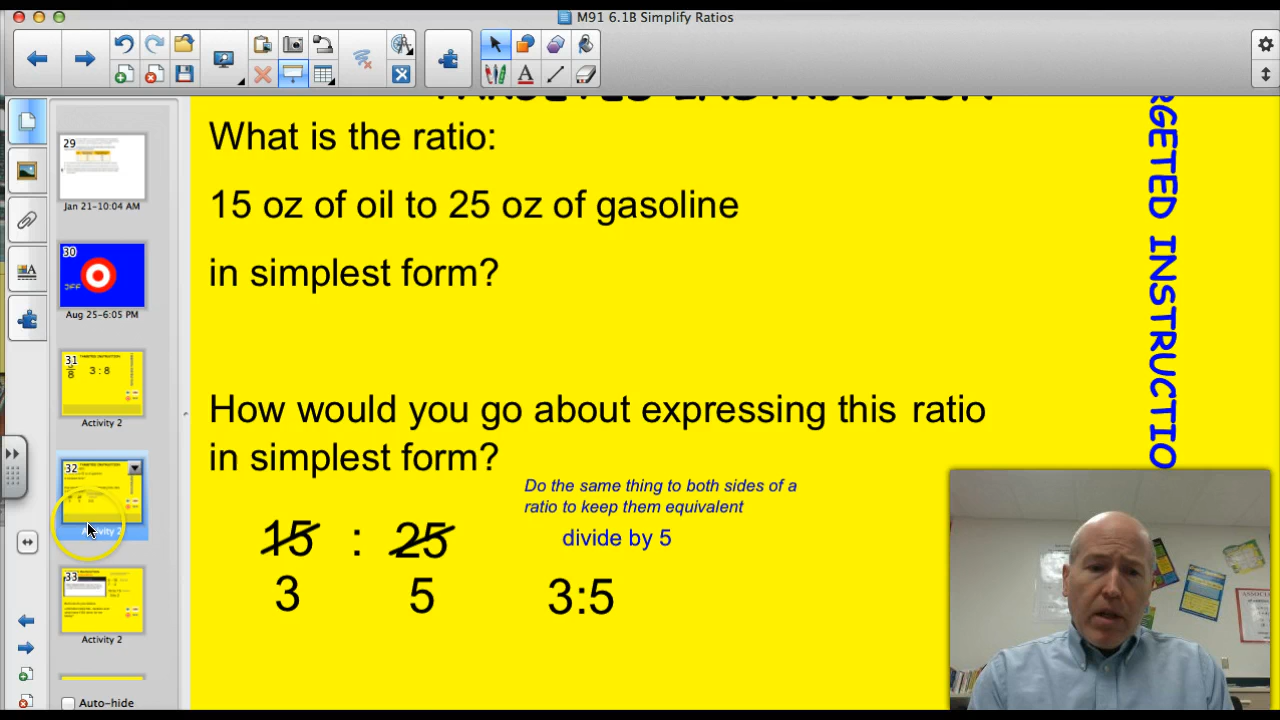 M91 6.1B Simplify Ratios
TARGETED INSTRUCTION
What is the ratio:
15 oz of oil to 25 oz of gasoline
in simplest form?
How would you go about expressing this ratio
in simplest form?
Do the same thing to both sides of a
ratio to keep them equivalent
divide by 5
15 : 25
3 5 3:5
RGETED INSTRUCTIO
29
Jan 21-10:04 AM
30
Aug 25-6:05 PM
31
3 : 8
Activity 2
32
Activity 2
33
Activity 2
Auto-hide